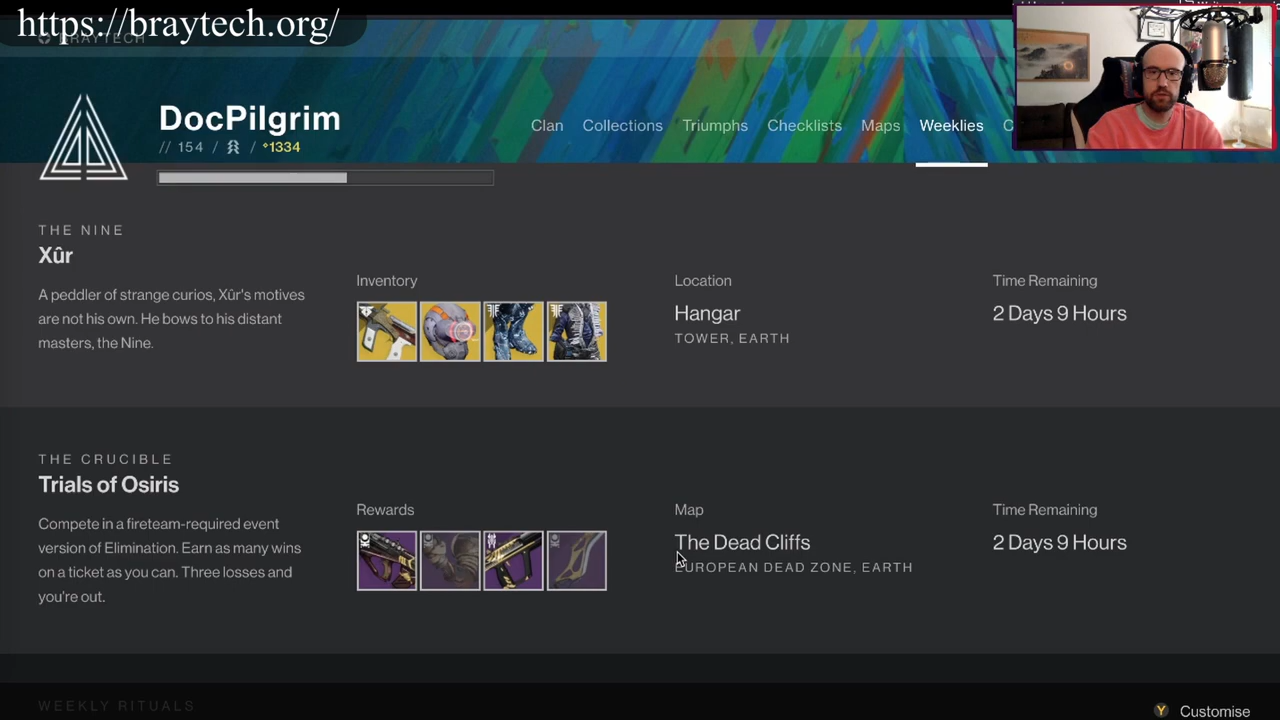 https://braytech.org/
BRAYTECH
DocPilgrim
// 154 / / 1334
Clan Collections Triumphs Checklists Maps Weeklies C
THE NINE
Xûr
A peddler of strange curios, Xûr's motives
are not his own. He bows to his distant
masters, the Nine.
Inventory
Location
Hangar
TOWER, EARTH
Time Remaining
2 Days 9 Hours
THE CRUCIBLE
Trials of Osiris
Compete in a fireteam-required event
version of Elimination. Earn as many wins
on a ticket as you can. Three losses and
you're out.
Rewards
Map
The Dead Cliffs
EUROPEAN DEAD ZONE, EARTH
Time Remaining
2 Days 9 Hours
WEEKLY RITUALS
Y Customise